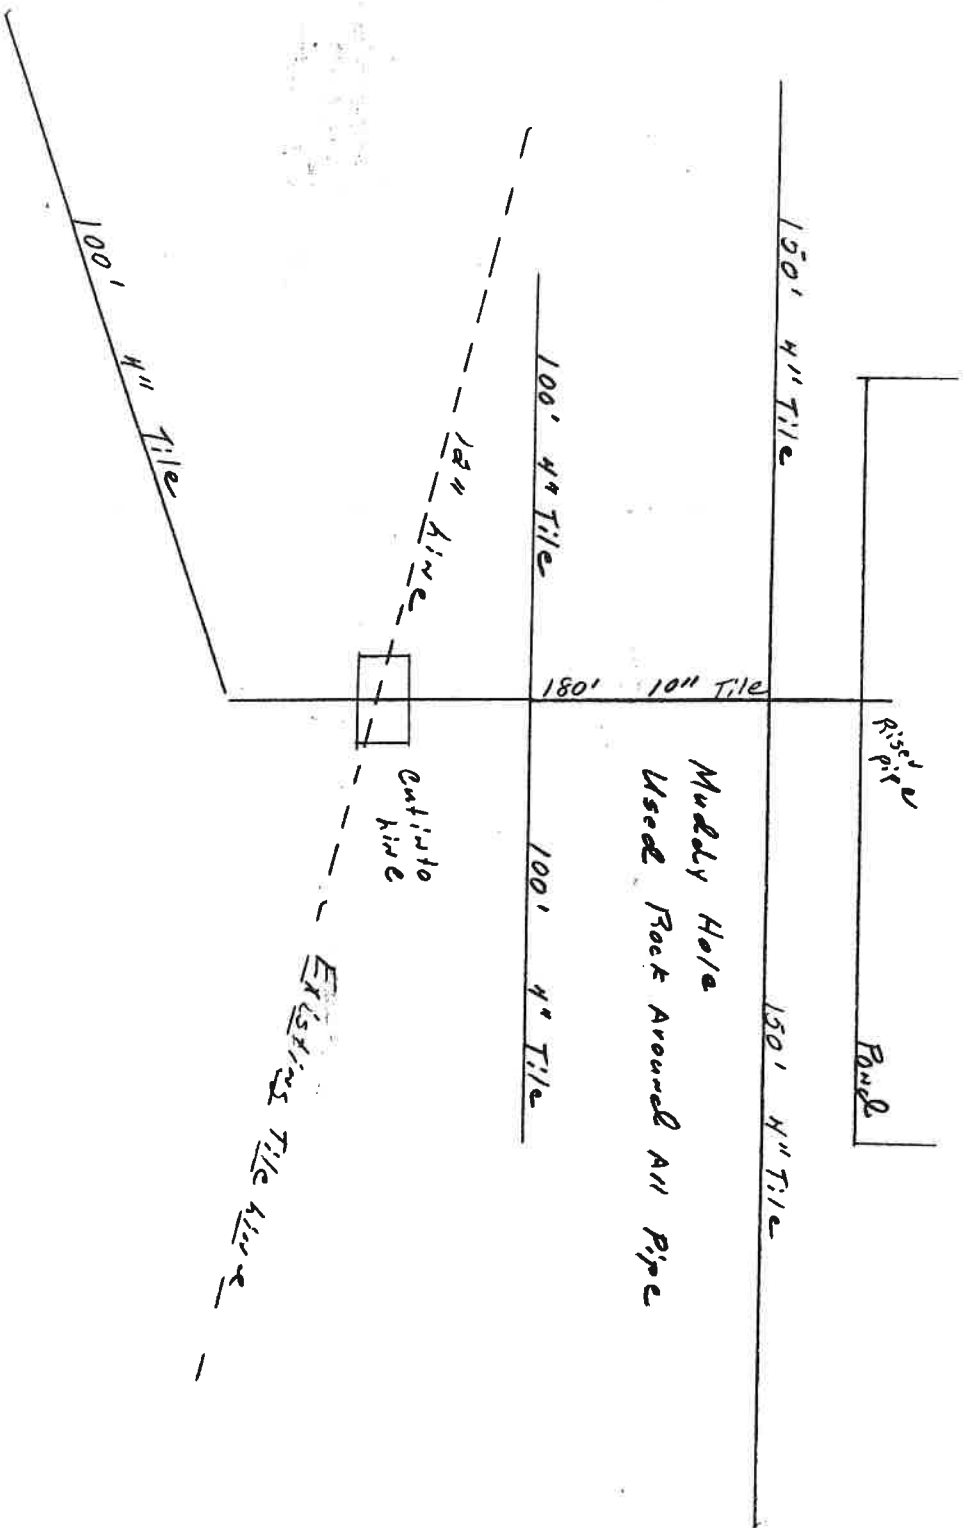 Pond
Riser
pipe
150' 4" Tile
150' 4" Tile
Muddy Hole
Used Rock Around All Pipe
180' 10" Tile
100' 4" Tile
100' 4" Tile
12" Line
Cut into
Line
Existing Tile Line
100' 4" Tile